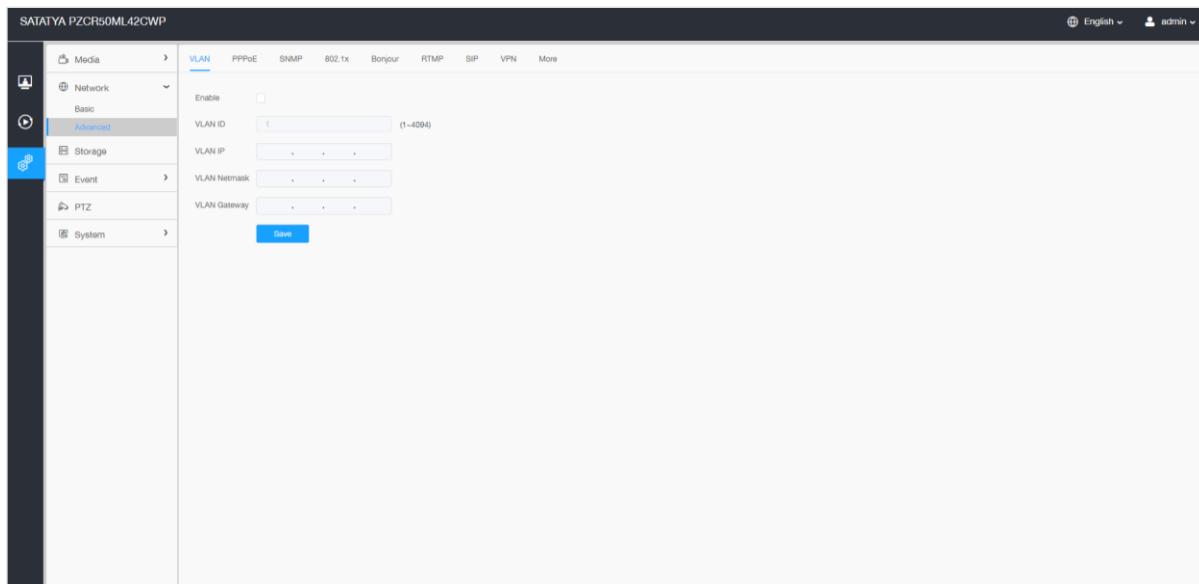 SATATYA PZCR50ML42CWP English admin
Media
Network
Basic
Advanced
Storage
Event
PTZ
System
VLAN PPPoE SNMP 802.1x Bonjour RTMP SIP VPN More
Enable
VLAN ID 1 (1~4094)
VLAN IP . . .
VLAN Netmask . . .
VLAN Gateway . . .
Save